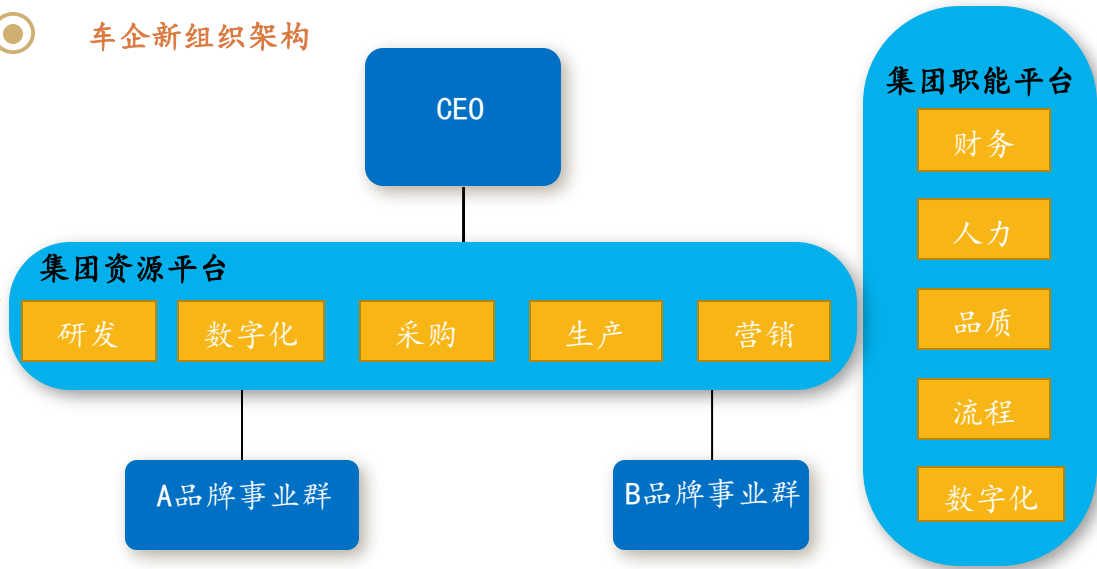 车企新组织架构
CEO
集团职能平台
财务
人力
品质
流程
数字化
集团资源平台
研发
数字化
采购
生产
营销
A品牌事业群
B品牌事业群